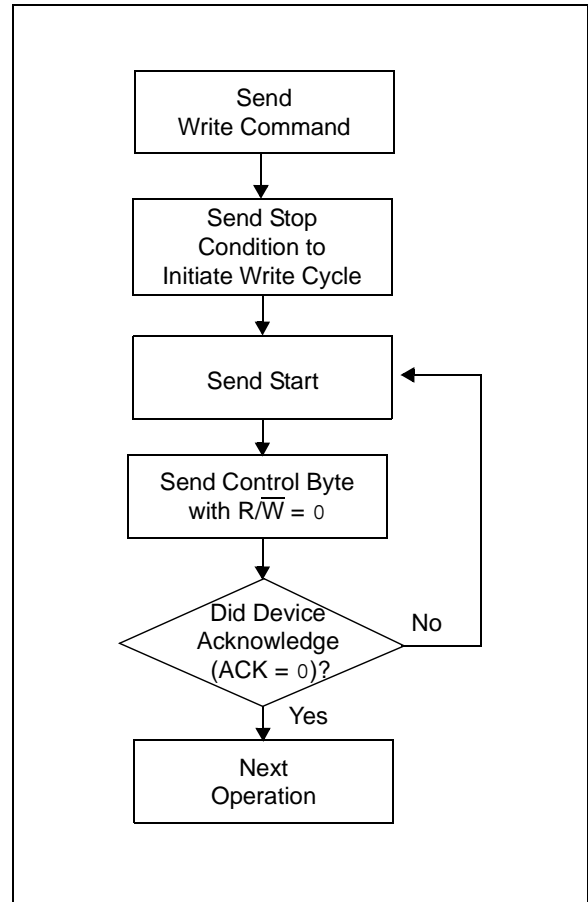 Send
Write Command
Send Stop
Condition to
Initiate Write Cycle
Send Start
Send Control Byte
with R/W̅ = 0
Did Device
Acknowledge
(ACK = 0)?
No
Yes
Next
Operation